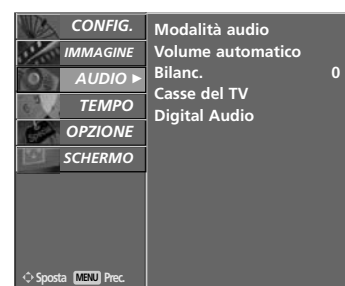 CONFIG.
IMMAGINE
AUDIO ►
TEMPO
OPZIONE
SCHERMO
Modalità audio
Volume automatico
Bilanc. 0
Casse del TV
Digital Audio
Sposta MENU Prec.